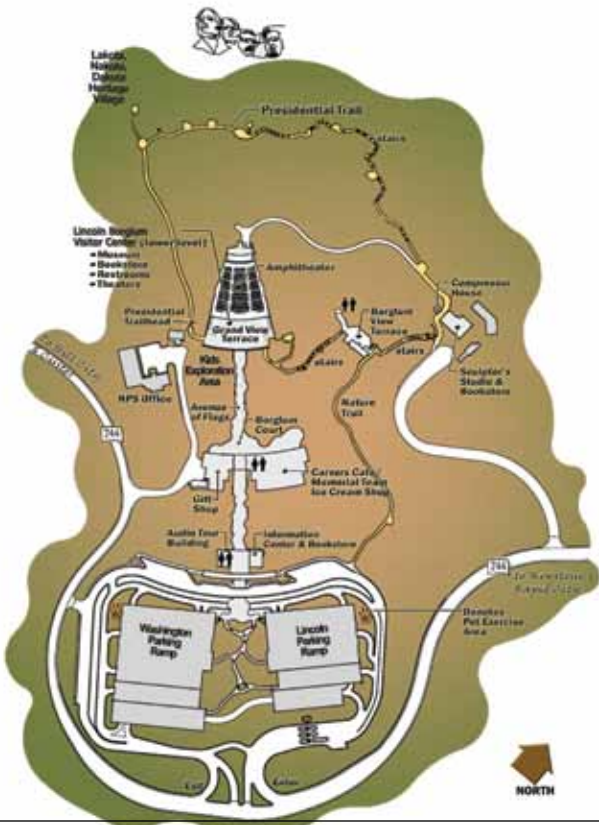 Lakota,
Nakota,
Dakota
Heritage
Village
Presidential Trail
stairs
Lincoln Borglum
Visitor Center (lower level)
Museum
Bookstore
Restrooms
Theaters
Amphitheater
Grand View
Terrace
Presidential
Trailhead
Kids
Exploration
Area
NPS Office
Borglum
View
Terrace
stairs
stairs
Compressor
House
Sculptor's
Studio &
Bookstore
Nature
Trail
Avenue
of Flags
Borglum
Court
Gift
Shop
Carvers Cafe /
Memorial Team
Ice Cream Shop
Audio Tour
Building
Information
Center & Bookstore
244
244
Washington
Parking
Ramp
Lincoln
Parking
Ramp
Denotes
Pet Exercise
Area
Exit
Enter
NORTH